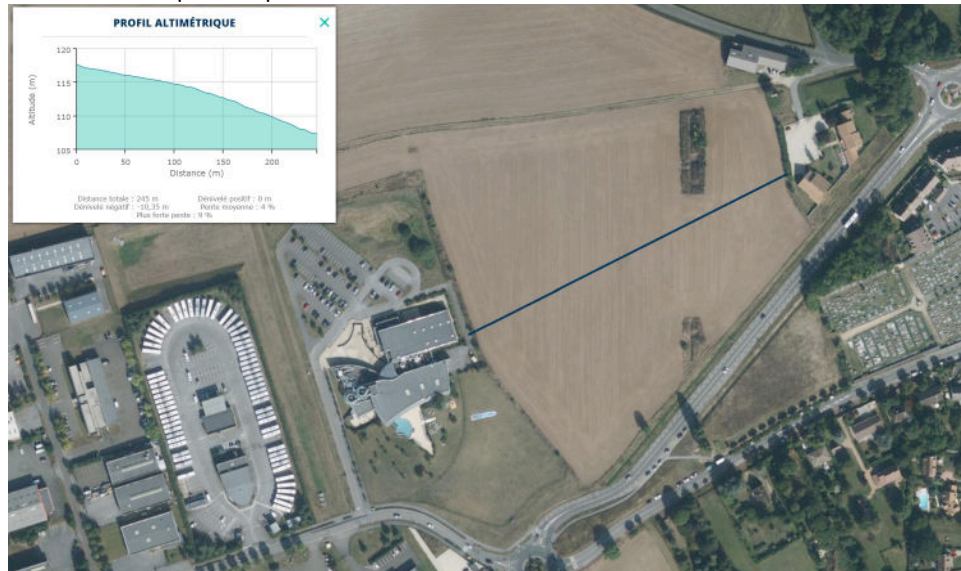 PROFIL ALTIMÉTRIQUE
120
115
110
105
Altitude (m)
0 50 100 150 200
Distance (m)
Distance totale : 245 m Dénivelé positif : 0 m
Dénivelé négatif : -10,35 m Pente moyenne : 4 %
Plus forte pente : 9 %